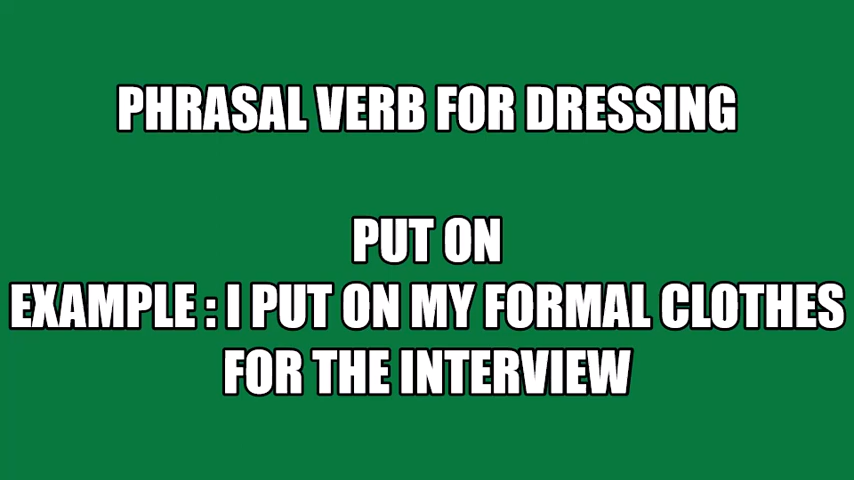 PHRASAL VERB FOR DRESSING
PUT ON
EXAMPLE : I PUT ON MY FORMAL CLOTHES
FOR THE INTERVIEW